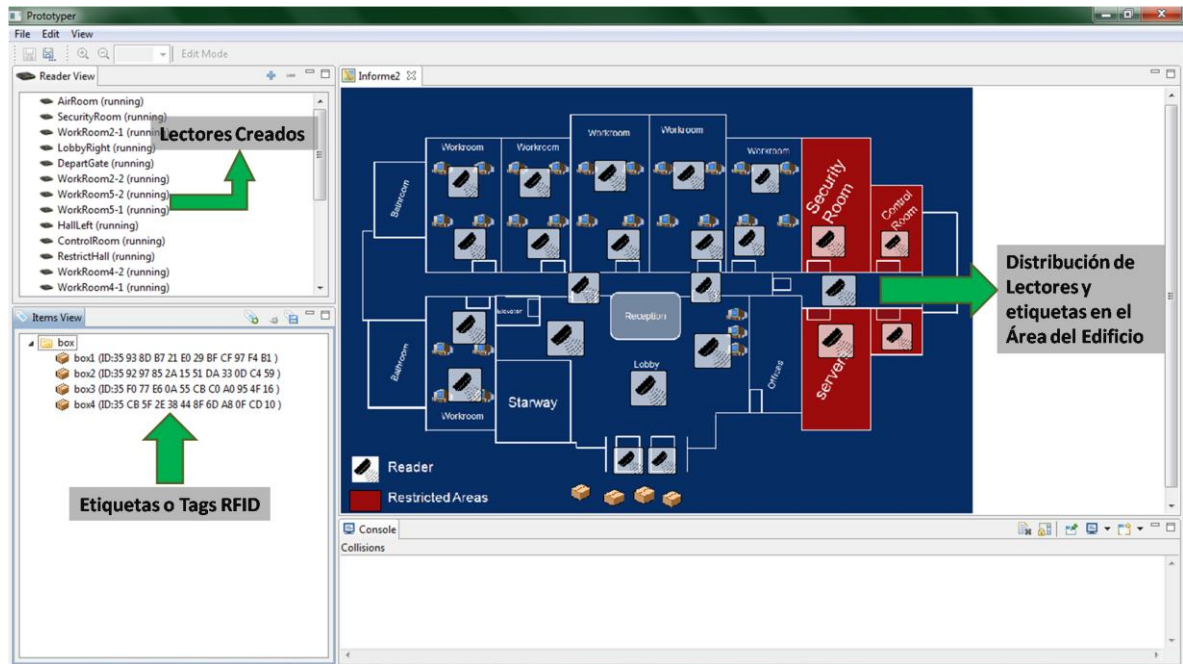 Prototyper
File Edit View
Edit Mode
Reader View
AirRoom (running)
SecurityRoom (running)
WorkRoom2-1 (running)
LobbyRight (running)
DepartGate (running)
WorkRoom2-2 (running)
WorkRoom5-2 (running)
WorkRoom5-1 (running)
HallLeft (running)
ControlRoom (running)
RestrictHall (running)
WorkRoom4-2 (running)
WorkRoom4-1 (running)
Lectores Creados
Items View
box
box1 (ID:35 93 8D B7 21 E0 29 BF CF 97 F4 B1 )
box2 (ID:35 92 97 85 2A 15 51 DA 33 0D C4 59 )
box3 (ID:35 F0 77 E6 0A 55 CB C0 A0 95 4F 16 )
box4 (ID:35 CB 5F 2E 38 44 8F 6D A8 0F CD 10 )
Etiquetas o Tags RFID
Informe2
Workroom
Workroom
Workroom
Workroom
Workroom
Bathroom
Security
Room
Control
Room
Elevator
Reception
Bathroom
Lobby
Offices
servers
Starway
Workroom
Reader
Restricted Areas
Distribución de
Lectores y
etiquetas en el
Área del Edificio
Console
Collisions